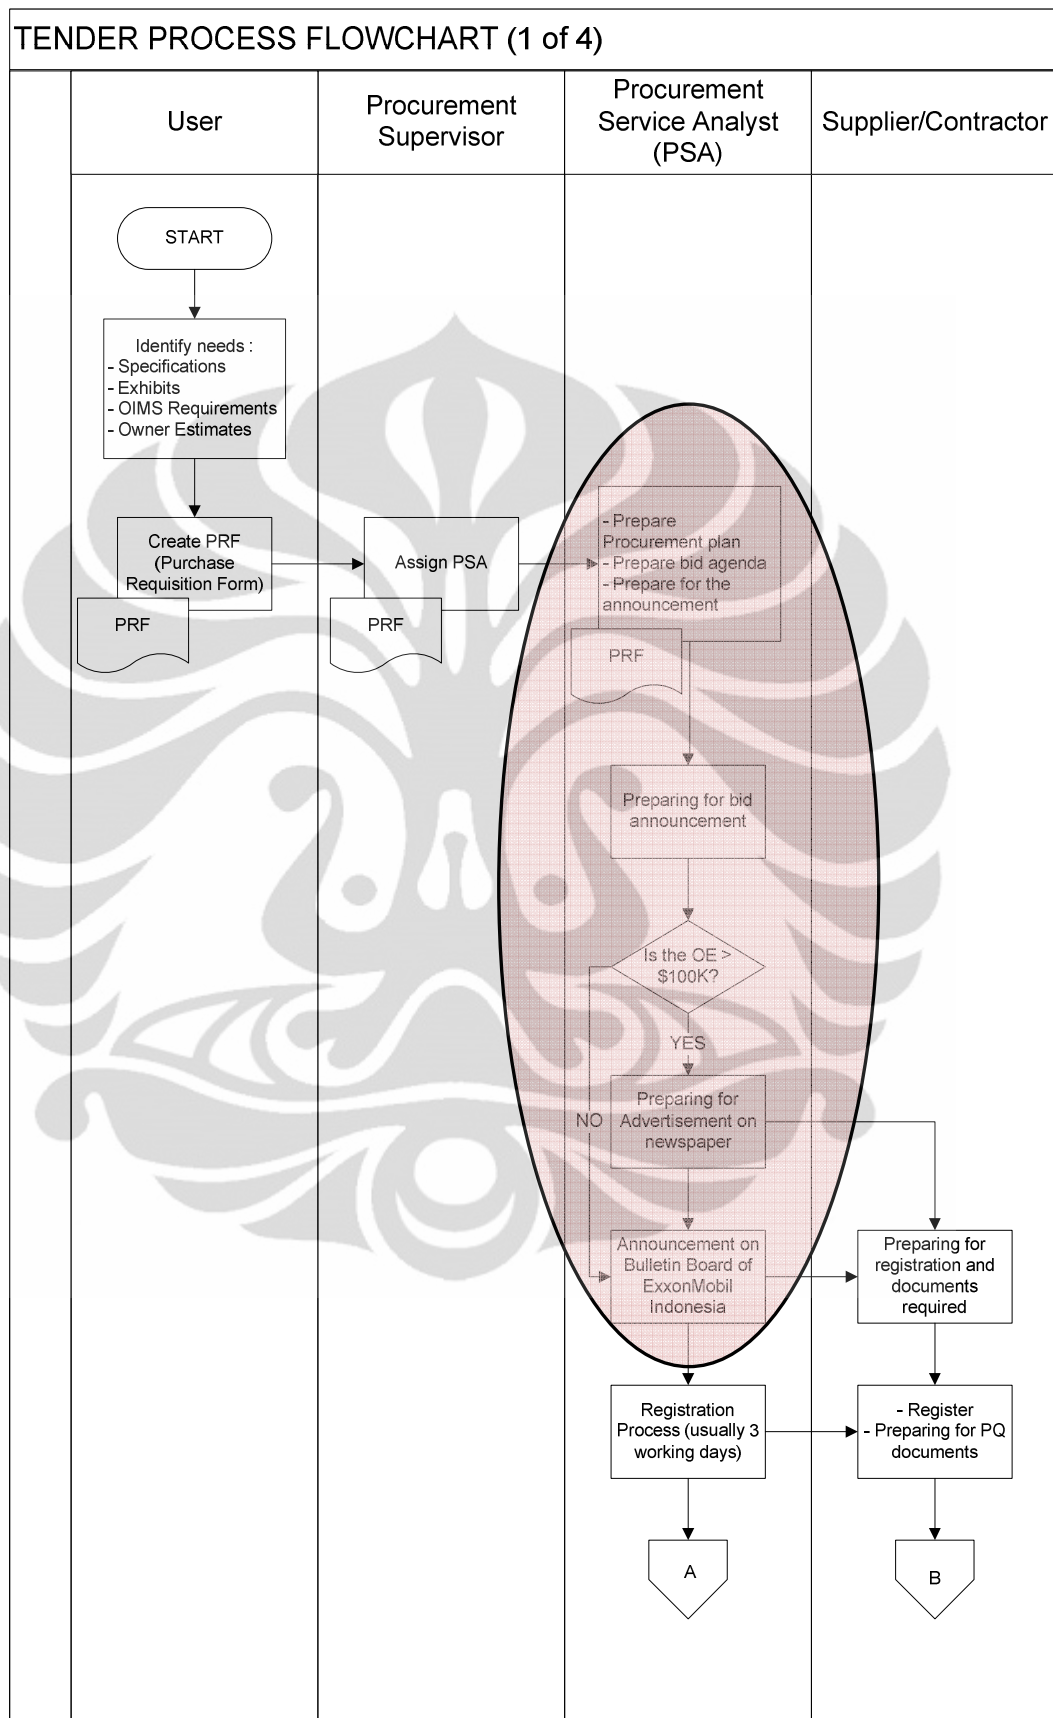 TENDER PROCESS FLOWCHART (1 of 4)
User
Procurement
Supervisor
Procurement
Service Analyst
(PSA)
Supplier/Contractor
START
Identify needs :
- Specifications
- Exhibits
- OIMS Requirements
- Owner Estimates
Create PRF
(Purchase
Requisition Form)
PRF
Assign PSA
PRF
- Prepare
Procurement plan
- Prepare bid agenda
- Prepare for the
announcement
PRF
Preparing for bid
announcement
Is the OE >
$100K?
YES
NO
Preparing for
Advertisement on
newspaper
Announcement on
Bulletin Board of
ExxonMobil
Indonesia
Preparing for
registration and
documents
required
Registration
Process (usually 3
working days)
- Register
- Preparing for PQ
documents
A
B